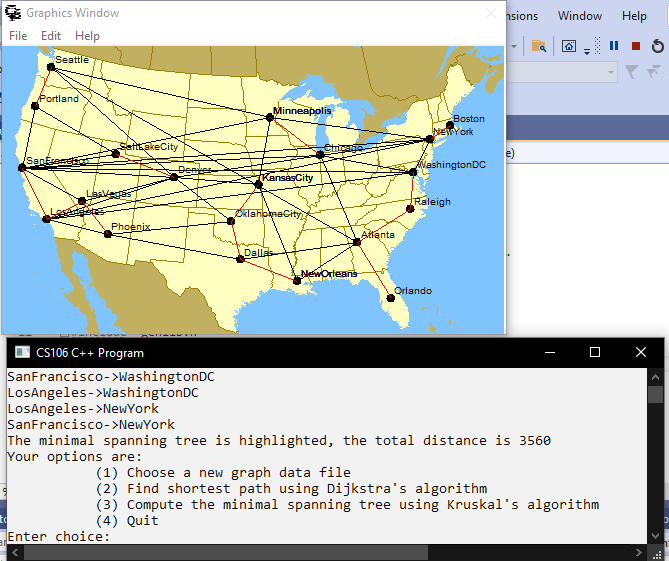 Graphics Window
File Edit Help
nsions Window Help
Seattle
Portland
Minneapolis
Boston
NewYork
SaltLakeCity
Chicago
SanFrancisco
Denver
WashingtonDC
KansasCity
LasVegas
Raleigh
LosAngeles
OklahomaCity
Phoenix
Atlanta
Dallas
NewOrleans
Orlando
CS106 C++ Program
SanFrancisco->WashingtonDC
LosAngeles->WashingtonDC
LosAngeles->NewYork
SanFrancisco->NewYork
The minimal spanning tree is highlighted, the total distance is 3560
Your options are:
(1) Choose a new graph data file
(2) Find shortest path using Dijkstra's algorithm
(3) Compute the minimal spanning tree using Kruskal's algorithm
(4) Quit
Enter choice: